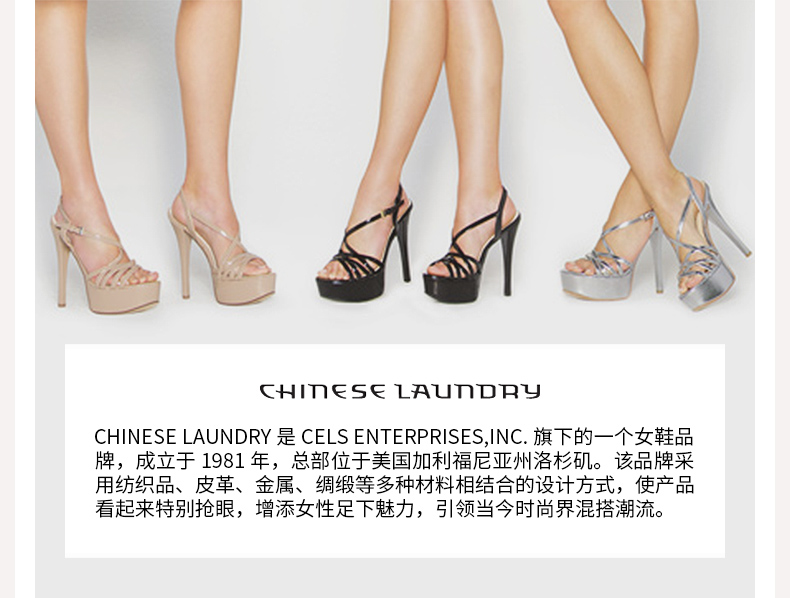 CHINESE LAUNDRY
CHINESE LAUNDRY 是 CELS ENTERPRISES,INC. 旗下的一个女鞋品
牌，成立于 1981 年，总部位于美国加利福尼亚州洛杉矶。该品牌采
用纺织品、皮革、金属、绸缎等多种材料相结合的设计方式，使产品
看起来特别抢眼，增添女性足下魅力，引领当今时尚界混搭潮流。